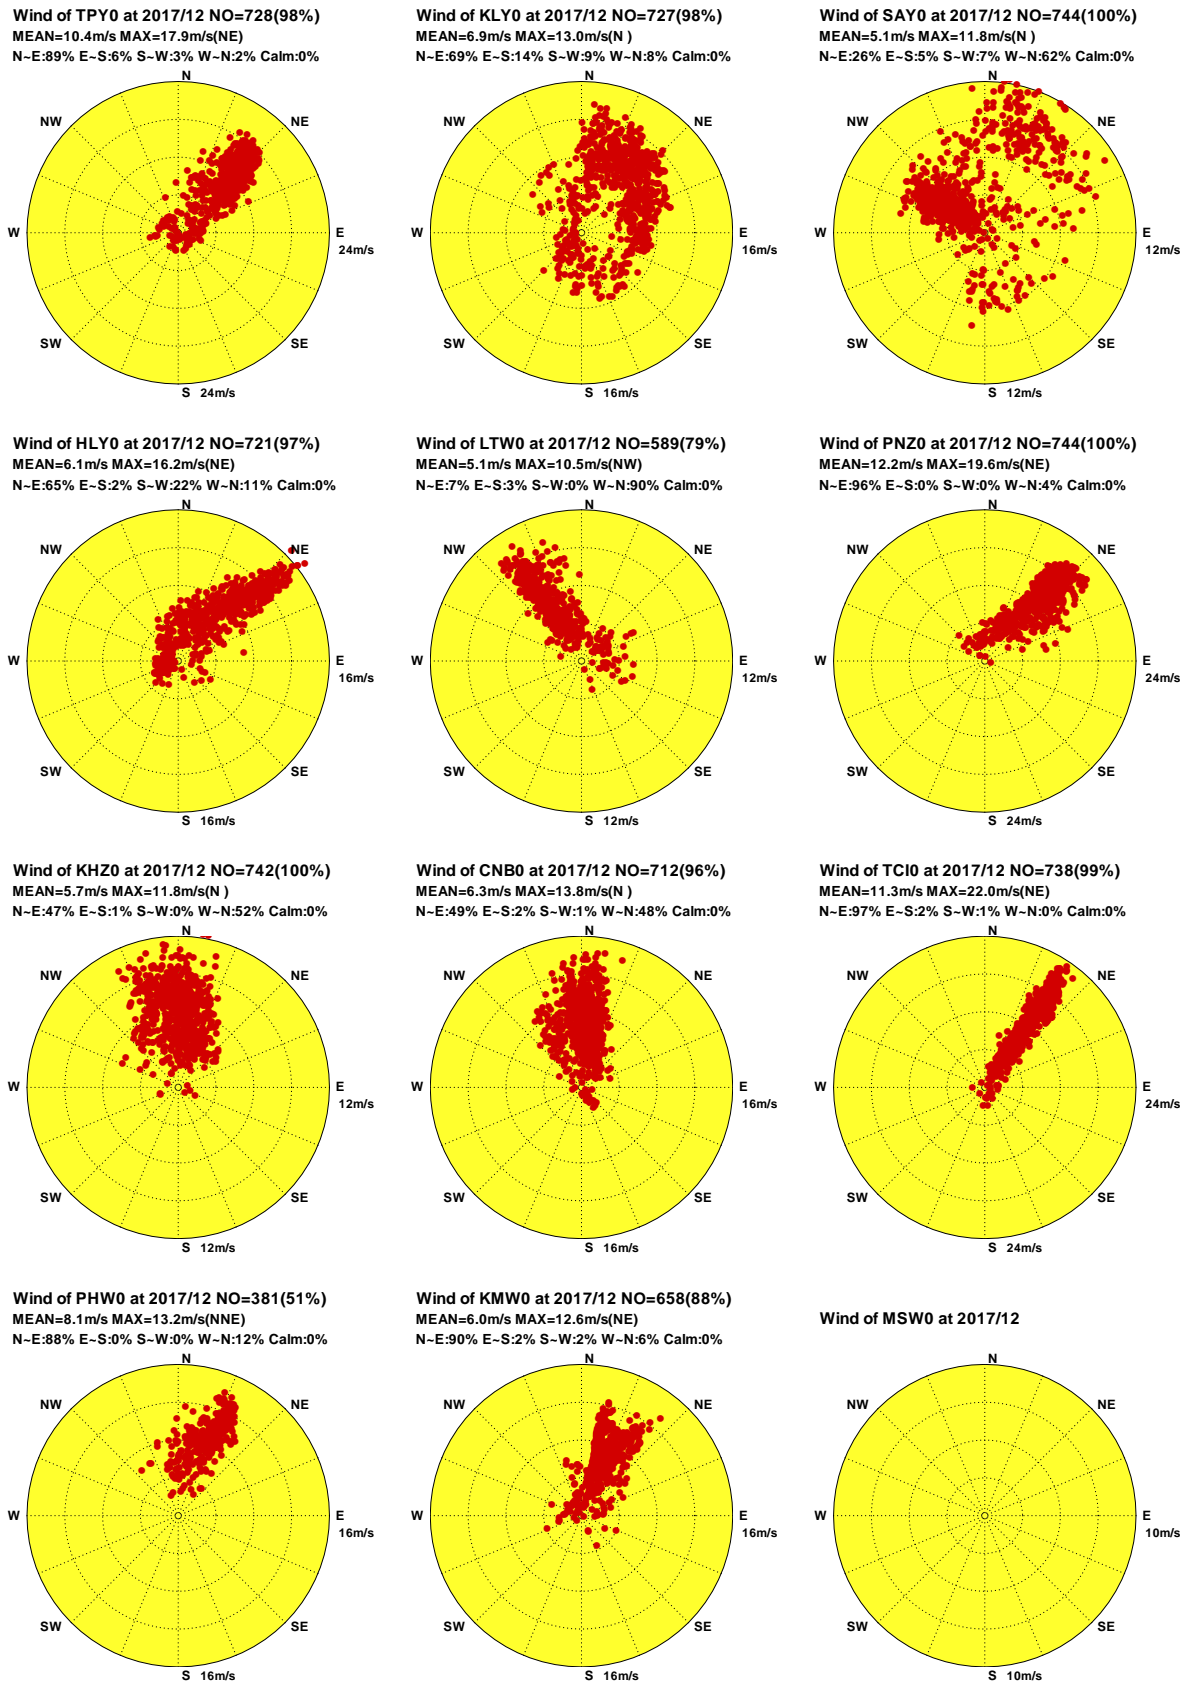 Wind of TPY0 at 2017/12 NO=728(98%)
MEAN=10.4m/s MAX=17.9m/s(NE)
N~E:89% E~S:6% S~W:3% W~N:2% Calm:0%
N
NW
NE
W
E
24m/s
SW
SE
S 24m/s
Wind of KLY0 at 2017/12 NO=727(98%)
MEAN=6.9m/s MAX=13.0m/s(N )
N~E:69% E~S:14% S~W:9% W~N:8% Calm:0%
N
NW
NE
W
E
16m/s
SW
SE
S 16m/s
Wind of SAY0 at 2017/12 NO=744(100%)
MEAN=5.1m/s MAX=11.8m/s(N )
N~E:26% E~S:5% S~W:7% W~N:62% Calm:0%
N
NW
NE
W
E
12m/s
SW
SE
S 12m/s
Wind of HLY0 at 2017/12 NO=721(97%)
MEAN=6.1m/s MAX=16.2m/s(NE)
N~E:65% E~S:2% S~W:22% W~N:11% Calm:0%
N
NW
NE
W
E
16m/s
SW
SE
S 16m/s
Wind of LTW0 at 2017/12 NO=589(79%)
MEAN=5.1m/s MAX=10.5m/s(NW)
N~E:7% E~S:3% S~W:0% W~N:90% Calm:0%
N
NW
NE
W
E
12m/s
SW
SE
S 12m/s
Wind of PNZ0 at 2017/12 NO=744(100%)
MEAN=12.2m/s MAX=19.6m/s(NE)
N~E:96% E~S:0% S~W:0% W~N:4% Calm:0%
N
NW
NE
W
E
24m/s
SW
SE
S 24m/s
Wind of KHZ0 at 2017/12 NO=742(100%)
MEAN=5.7m/s MAX=11.8m/s(N )
N~E:47% E~S:1% S~W:0% W~N:52% Calm:0%
N
NW
NE
W
E
12m/s
SW
SE
S 12m/s
Wind of CNB0 at 2017/12 NO=712(96%)
MEAN=6.3m/s MAX=13.8m/s(N )
N~E:49% E~S:2% S~W:1% W~N:48% Calm:0%
N
NW
NE
W
E
16m/s
SW
SE
S 16m/s
Wind of TCI0 at 2017/12 NO=738(99%)
MEAN=11.3m/s MAX=22.0m/s(NE)
N~E:97% E~S:2% S~W:1% W~N:0% Calm:0%
N
NW
NE
W
E
24m/s
SW
SE
S 24m/s
Wind of PHW0 at 2017/12 NO=381(51%)
MEAN=8.1m/s MAX=13.2m/s(NNE)
N~E:88% E~S:0% S~W:0% W~N:12% Calm:0%
N
NW
NE
W
E
16m/s
SW
SE
S 16m/s
Wind of KMW0 at 2017/12 NO=658(88%)
MEAN=6.0m/s MAX=12.6m/s(NE)
N~E:90% E~S:2% S~W:2% W~N:6% Calm:0%
N
NW
NE
W
E
16m/s
SW
SE
S 16m/s
Wind of MSW0 at 2017/12
N
NW
NE
W
E
10m/s
SW
SE
S 10m/s